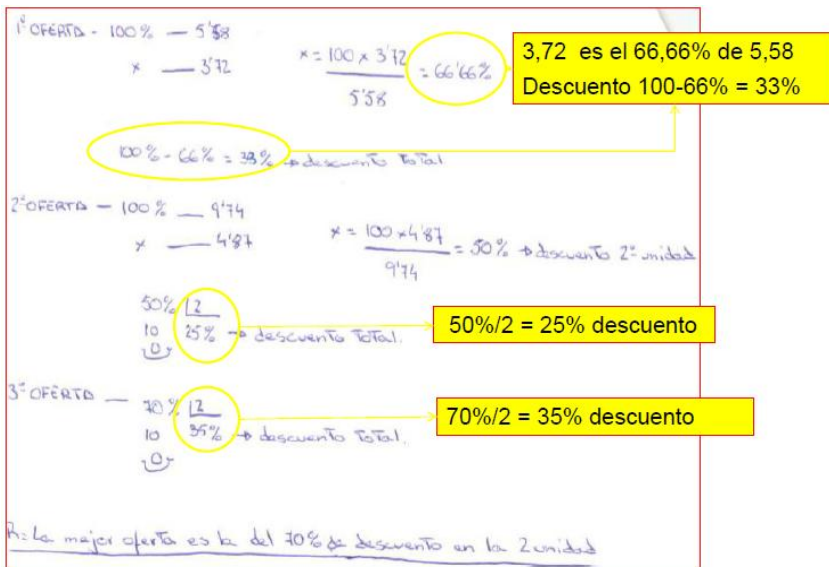 1ª OFERTA - 100% — 5'58
x — 3'72
x = 100 x 3'72 / 5'58 = 66'66%
3,72 es el 66,66% de 5,58
Descuento 100-66% = 33%
100% - 66% = 33% → descuento total
2ª OFERTA — 100% — 9'74
x — 4'87
x = 100 x 4'87 / 9'74 = 50% → descuento 2ª unidad
50% |2
10 25% → descuento total.
0
50%/2 = 25% descuento
3ª OFERTA — 70% |2
10 35% → descuento total.
0
70%/2 = 35% descuento
R: La mejor oferta es la del 70% de descuento en la 2 unidad